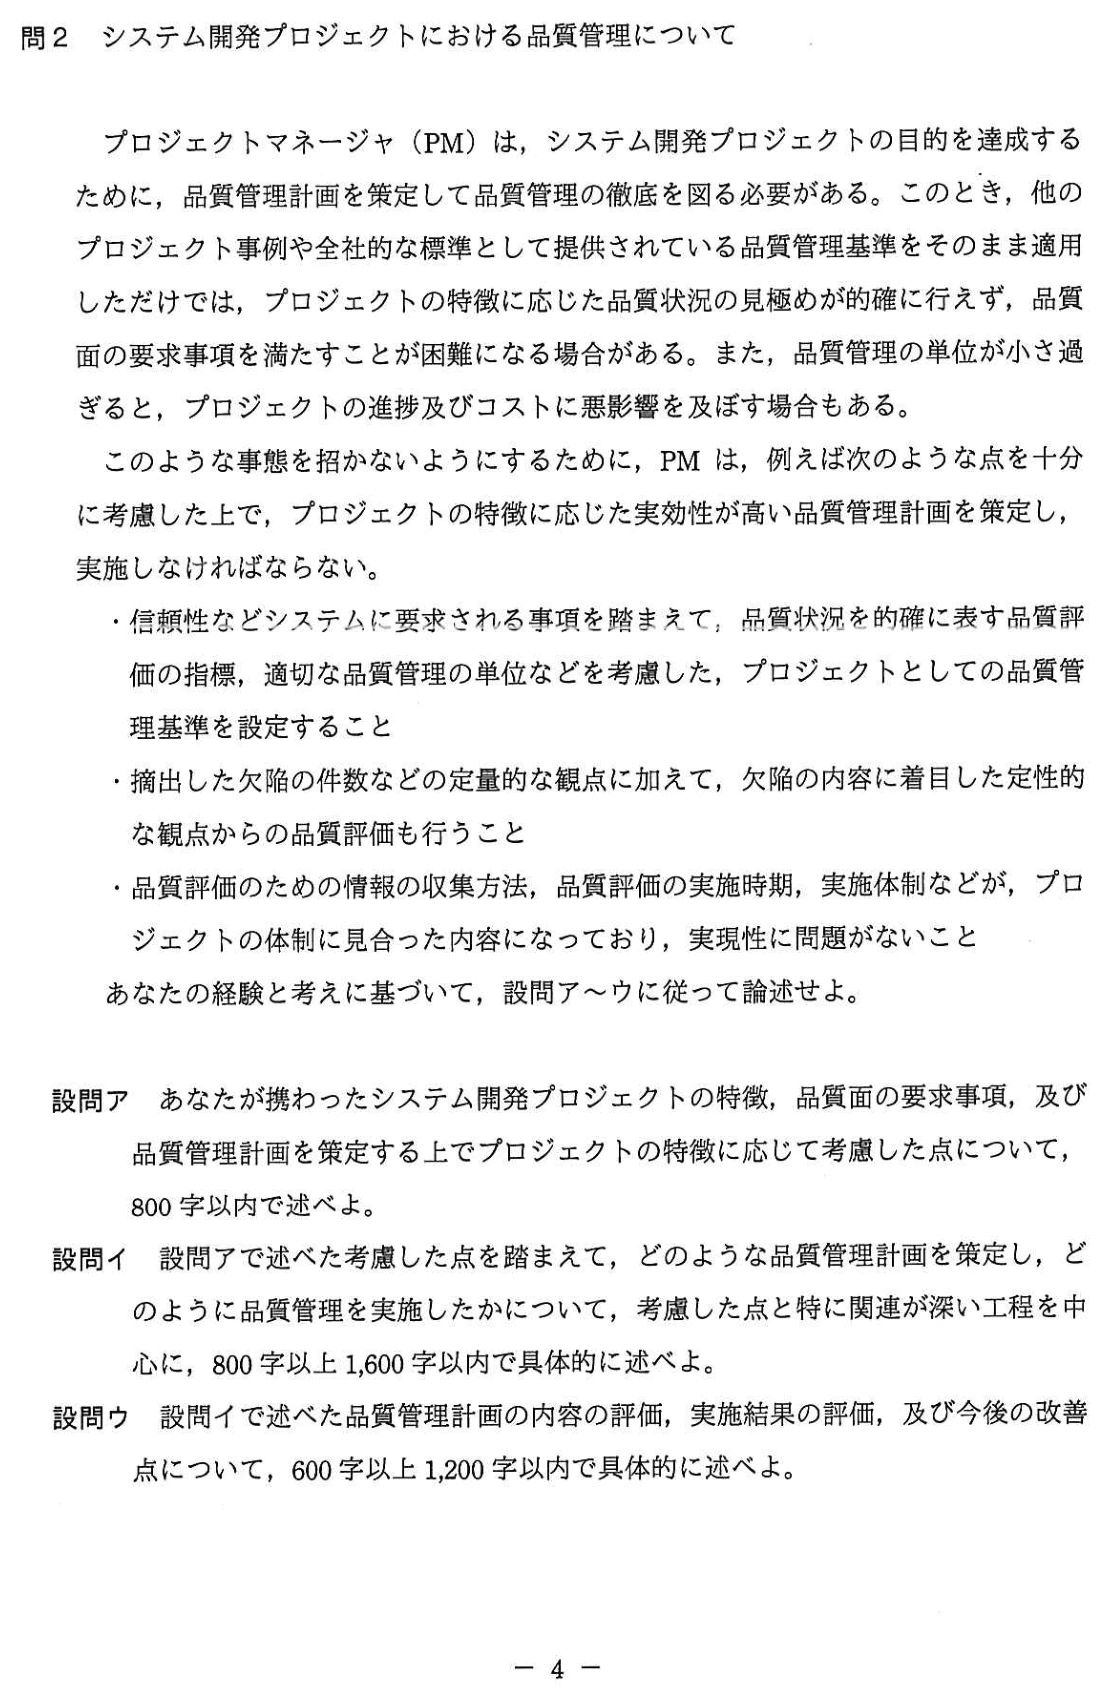 問2　システム開発プロジェクトにおける品質管理について
プロジェクトマネージャ（PM）は，システム開発プロジェクトの目的を達成する
ために，品質管理計画を策定して品質管理の徹底を図る必要がある。このとき，他の
プロジェクト事例や全社的な標準として提供されている品質管理基準をそのまま適用
しただけでは，プロジェクトの特徴に応じた品質状況の見極めが的確に行えず，品質
面の要求事項を満たすことが困難になる場合がある。また，品質管理の単位が小さ過
ぎると，プロジェクトの進捗及びコストに悪影響を及ぼす場合もある。
このような事態を招かないようにするために，PM は，例えば次のような点を十分
に考慮した上で，プロジェクトの特徴に応じた実効性が高い品質管理計画を策定し，
実施しなければならない。
・信頼性などシステムに要求される事項を踏まえて，品質状況を的確に表す品質評
価の指標，適切な品質管理の単位などを考慮した，プロジェクトとしての品質管
理基準を設定すること
・摘出した欠陥の件数などの定量的な観点に加えて，欠陥の内容に着目した定性的
な観点からの品質評価も行うこと
・品質評価のための情報の収集方法，品質評価の実施時期，実施体制などが，プロ
ジェクトの体制に見合った内容になっており，実現性に問題がないこと
あなたの経験と考えに基づいて，設問ア～ウに従って論述せよ。
設問ア　あなたが携わったシステム開発プロジェクトの特徴，品質面の要求事項，及び
品質管理計画を策定する上でプロジェクトの特徴に応じて考慮した点について，
800 字以内で述べよ。
設問イ　設問アで述べた考慮した点を踏まえて，どのような品質管理計画を策定し，ど
のように品質管理を実施したかについて，考慮した点と特に関連が深い工程を中
心に，800 字以上 1,600 字以内で具体的に述べよ。
設問ウ　設問イで述べた品質管理計画の内容の評価，実施結果の評価，及び今後の改善
点について，600 字以上 1,200 字以内で具体的に述べよ。
― 4 ―